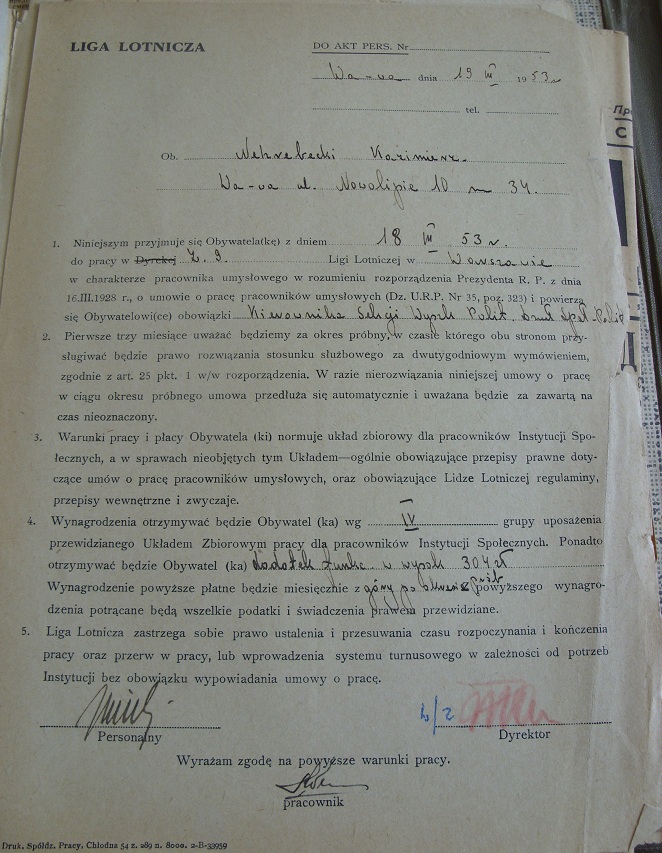 LIGA LOTNICZA
DO AKT PERS. Nr
Wa-wa dnia 19 III 1953 r
tel.
Ob. Wehrebecki Kazimierz.
Wa-wa ul. Nowolipie 10 m 34.
1. Niniejszym przyjmuje się Obywatela(kę) z dniem 18 III 53 r.
do pracy w Dyrekcji Z. G. Ligi Lotniczej w Warszawie
w charakterze pracownika umysłowego w rozumieniu rozporządzenia Prezydenta R. P. z dnia
16.III.1928 r., o umowie o pracę pracowników umysłowych (Dz. U.R.P. Nr 35, poz. 323) i powierza
się Obywatelowi(ce) obowiązki Kierownika Sekcji Wyszk Polit.
2. Pierwsze trzy miesiące uważać będziemy za okres próbny, w czasie którego obu stronom przy-
sługiwać będzie prawo rozwiązania stosunku służbowego za dwutygodniowym wymówieniem,
zgodnie z art. 25 pkt. 1 w/w rozporządzenia. W razie nierozwiązania niniejszej umowy o pracę
w ciągu okresu próbnego umowa przedłuża się automatycznie i uważana będzie za zawartą na
czas nieoznaczony.
3. Warunki pracy i płacy Obywatela (ki) normuje układ zbiorowy dla pracowników Instytucji Spo-
łecznych, a w sprawach nieobjętych tym Układem—ogólnie obowiązujące przepisy prawne doty-
czące umów o pracę pracowników umysłowych, oraz obowiązujące Lidze Lotniczej regulaminy,
przepisy wewnętrzne i zwyczaje.
4. Wynagrodzenia otrzymywać będzie Obywatel (ka) wg IV grupy uposażenia
przewidzianego Układem Zbiorowym pracy dla pracowników Instytucji Społecznych. Ponadto
otrzymywać będzie Obywatel (ka) dodatek funkc. w wysok 304 zł
Wynagrodzenie powyższe płatne będzie miesięcznie z góry po okresie prób. Z powyższego wynagro-
dzenia potrącane będą wszelkie podatki i świadczenia prawem przewidziane.
5. Liga Lotnicza zastrzega sobie prawo ustalenia i przesuwania czasu rozpoczynania i kończenia
pracy oraz przerw w pracy, lub wprowadzenia systemu turnusowego w zależności od potrzeb
Instytucji bez obowiązku wypowiadania umowy o pracę.
w/z
Personalny Dyrektor
Wyrażam zgodę na powyższe warunki pracy.
pracownik
Druk. Spółdz. Pracy, Chłodna 54 z. 289 n. 8000. 2-B-33959